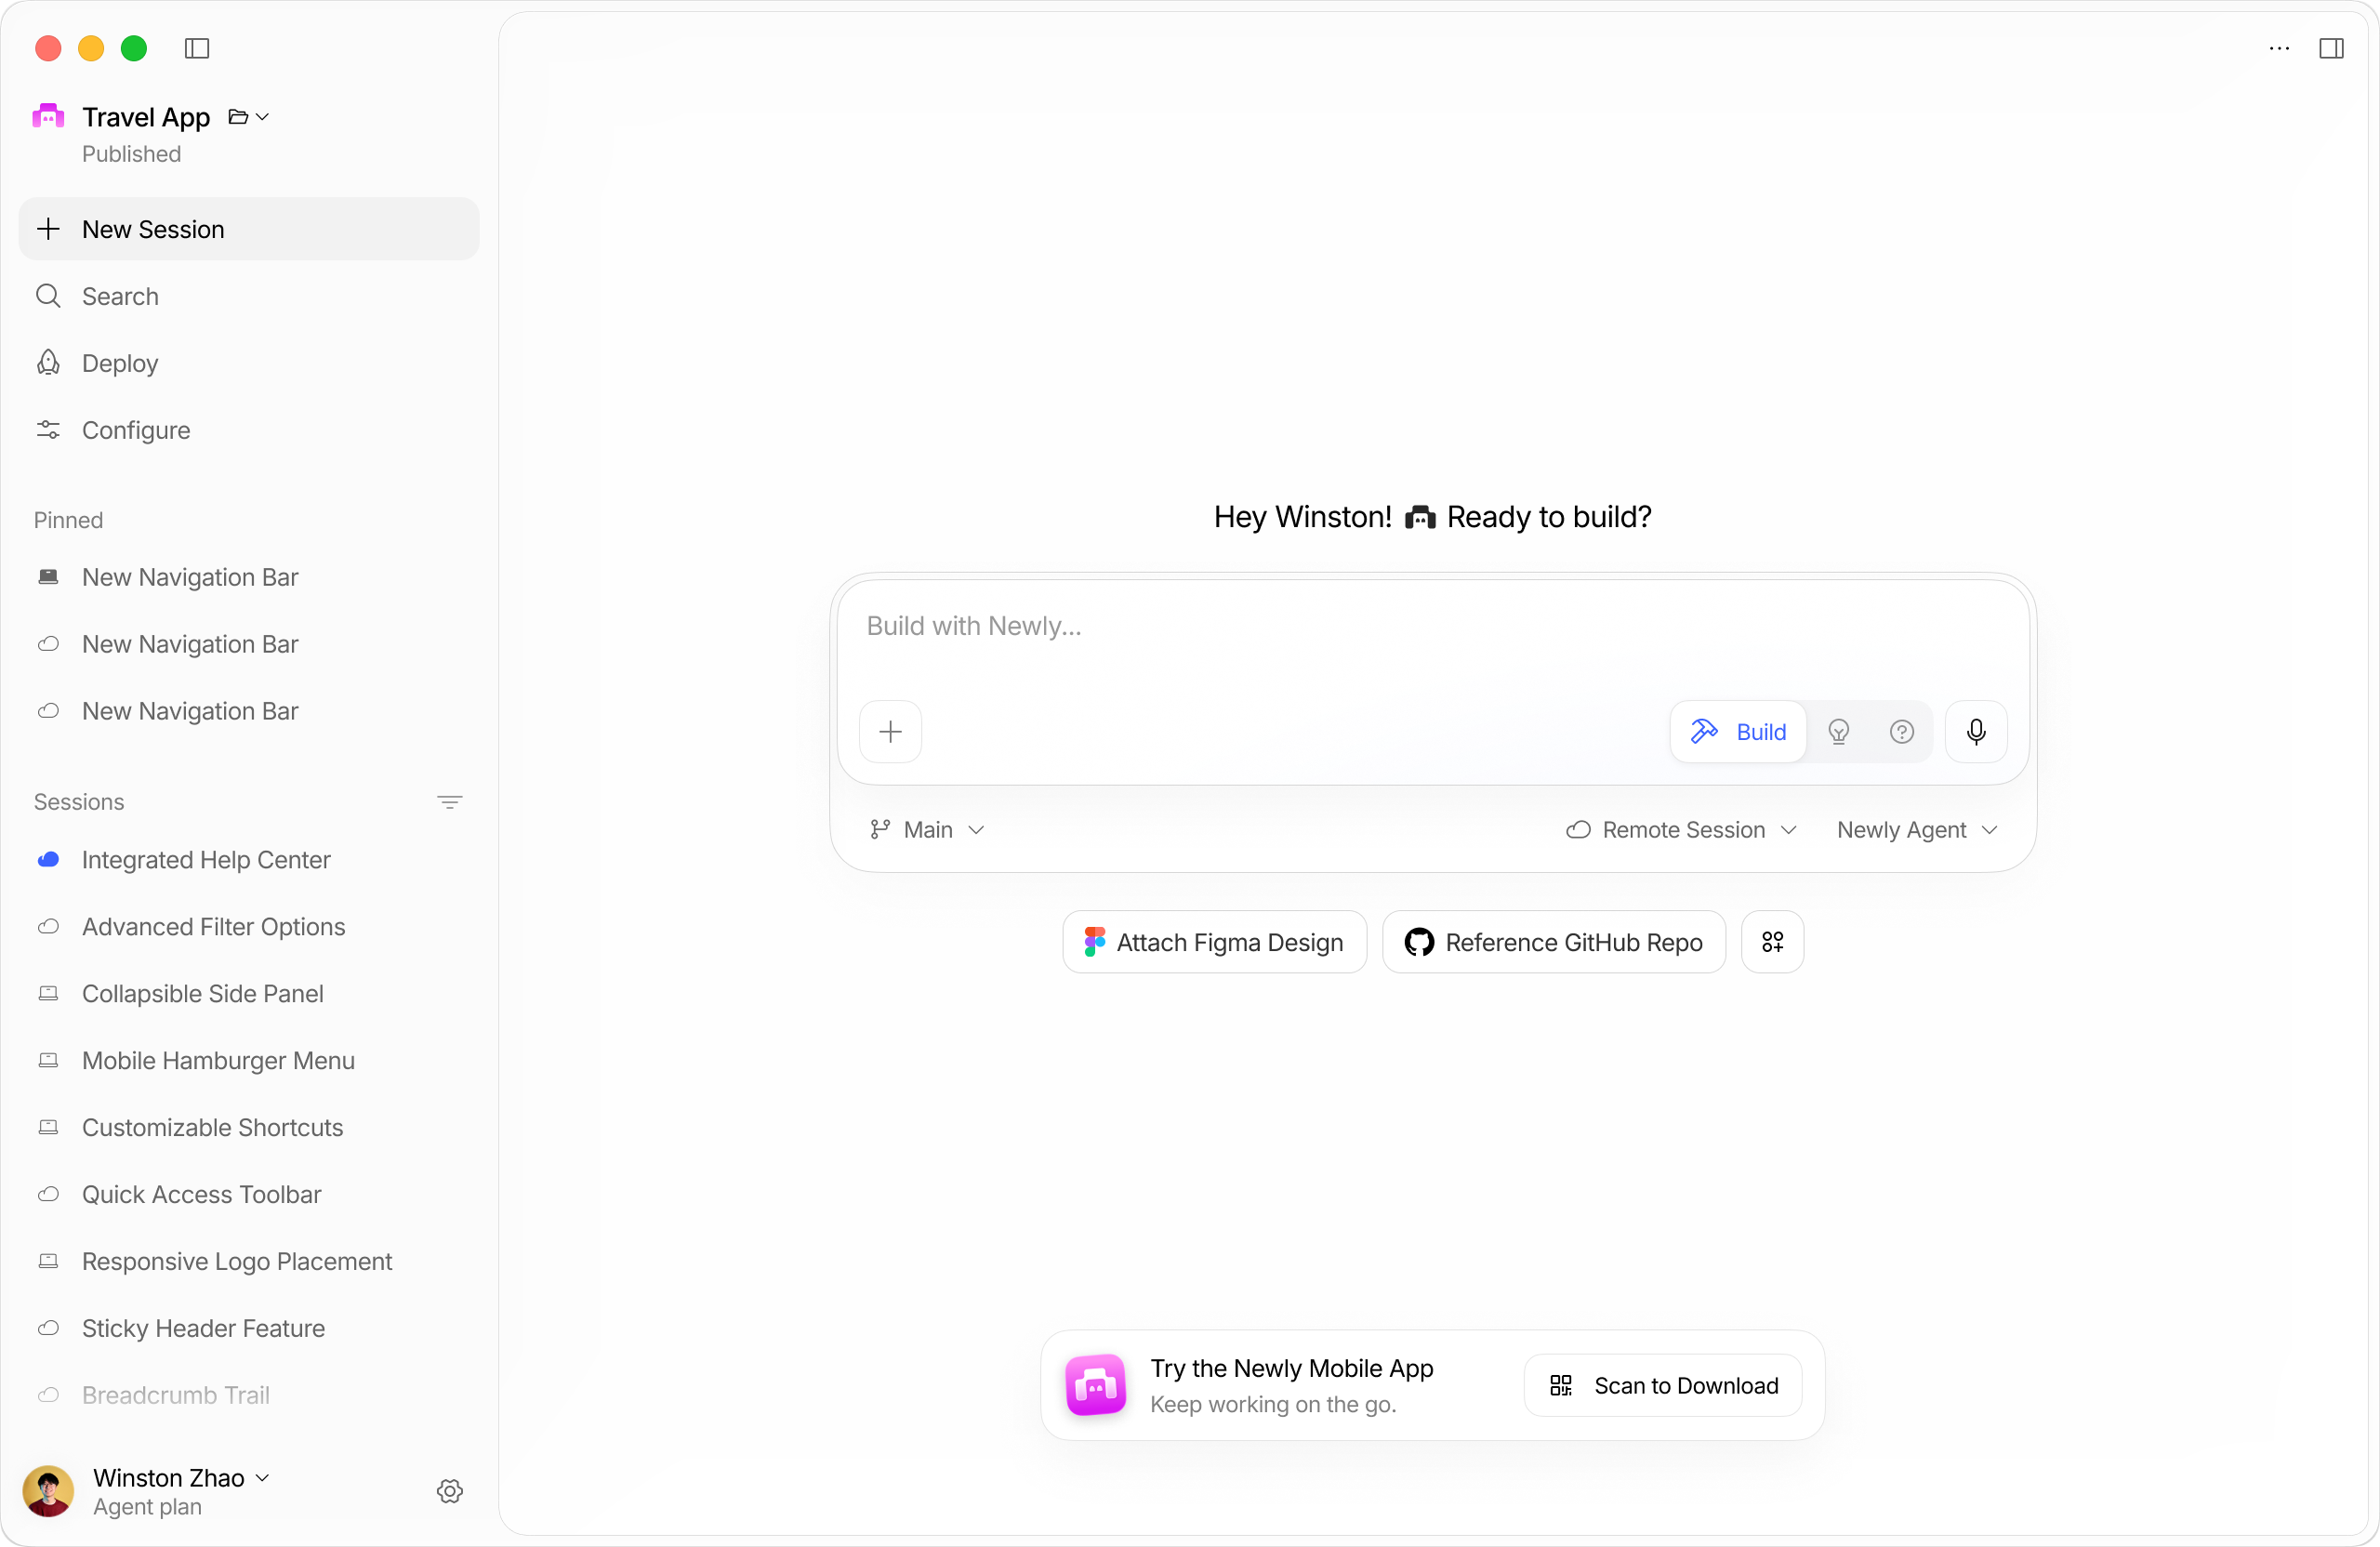 Travel App
Published
New Session
Search
Deploy
Configure
Pinned
New Navigation Bar
New Navigation Bar
New Navigation Bar
Sessions
Integrated Help Center
Advanced Filter Options
Collapsible Side Panel
Mobile Hamburger Menu
Customizable Shortcuts
Quick Access Toolbar
Responsive Logo Placement
Sticky Header Feature
Breadcrumb Trail
Winston Zhao
Agent plan
Hey Winston! Ready to build?
Build with Newly...
Build
Main
Remote Session
Newly Agent
Attach Figma Design
Reference GitHub Repo
Try the Newly Mobile App
Keep working on the go.
Scan to Download